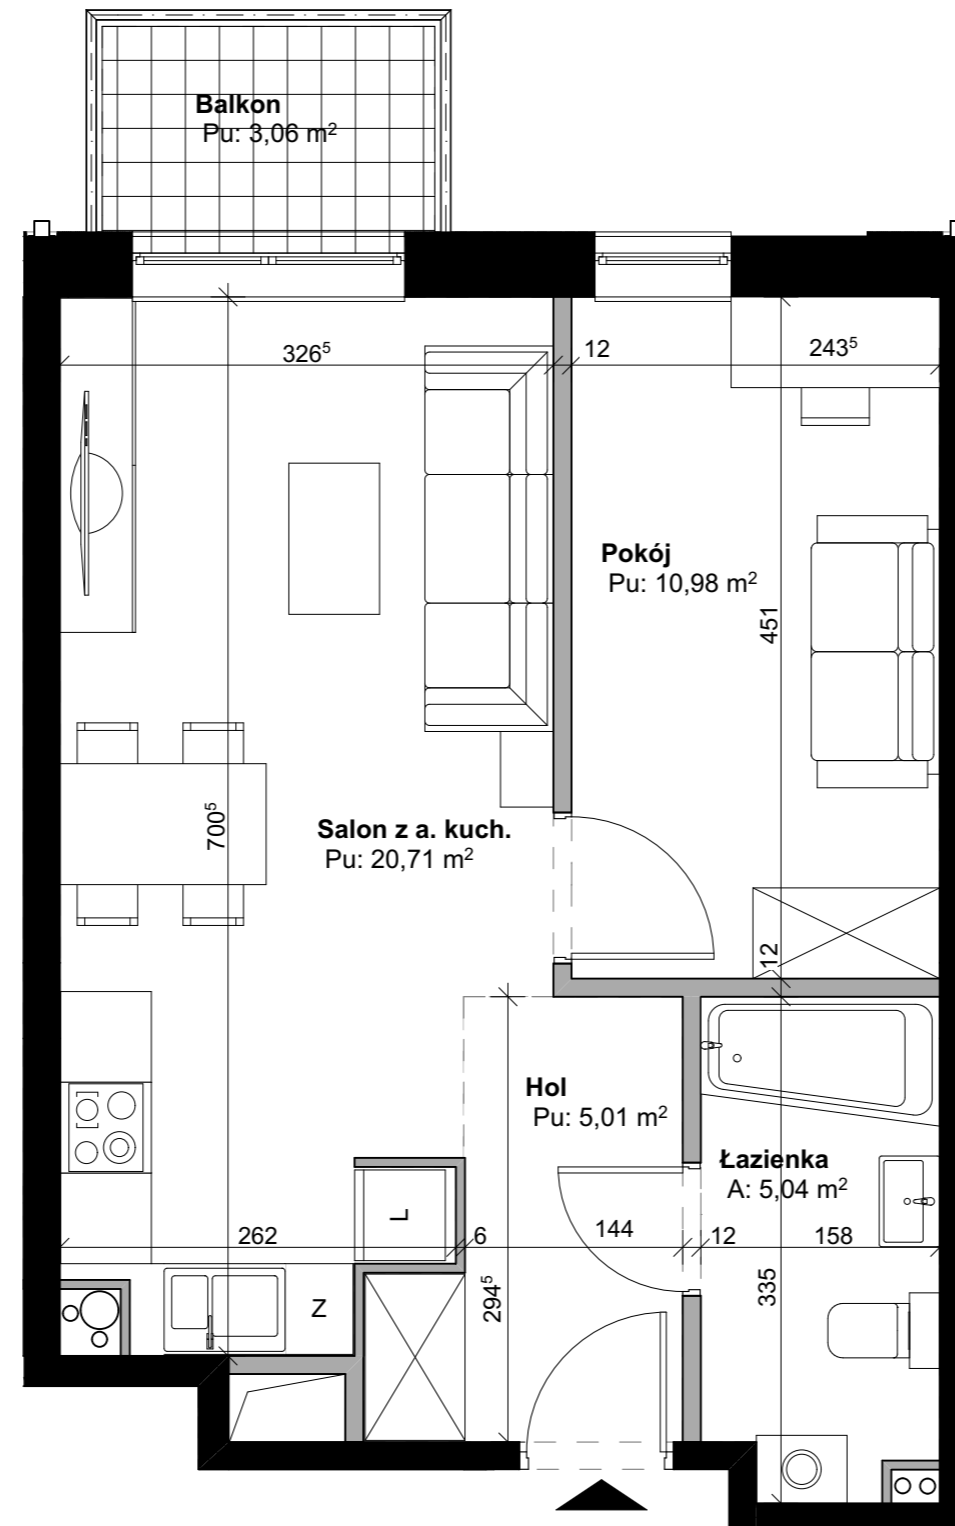 Balkon
Pu: 3,06 m²
326⁵
12
243⁵
Pokój
Pu: 10,98 m²
451
700⁵
Salon z a. kuch.
Pu: 20,71 m²
12
Hol
Pu: 5,01 m²
Łazienka
A: 5,04 m²
L
262
6
144
12
158
294⁵
335
Z